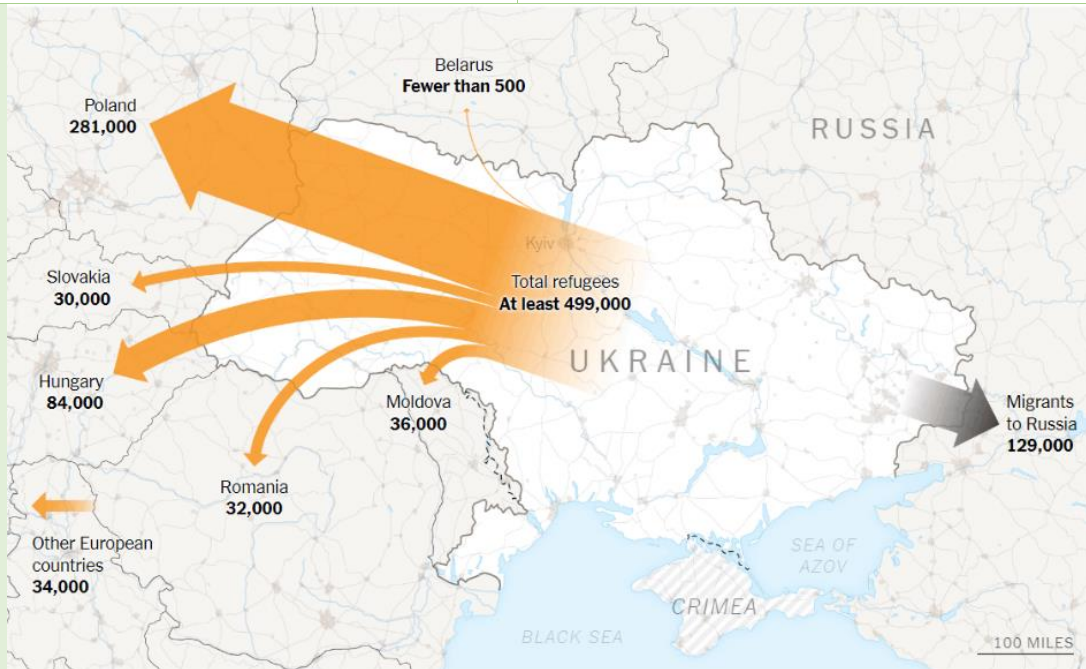 Belarus
Fewer than 500
Poland
281,000
RUSSIA
Kyiv
Slovakia
30,000
Total refugees
At least 499,000
UKRAINE
Hungary
84,000
Moldova
36,000
Migrants
to Russia
129,000
Romania
32,000
Other European
countries
34,000
SEA OF
AZOV
CRIMEA
BLACK SEA
100 MILES